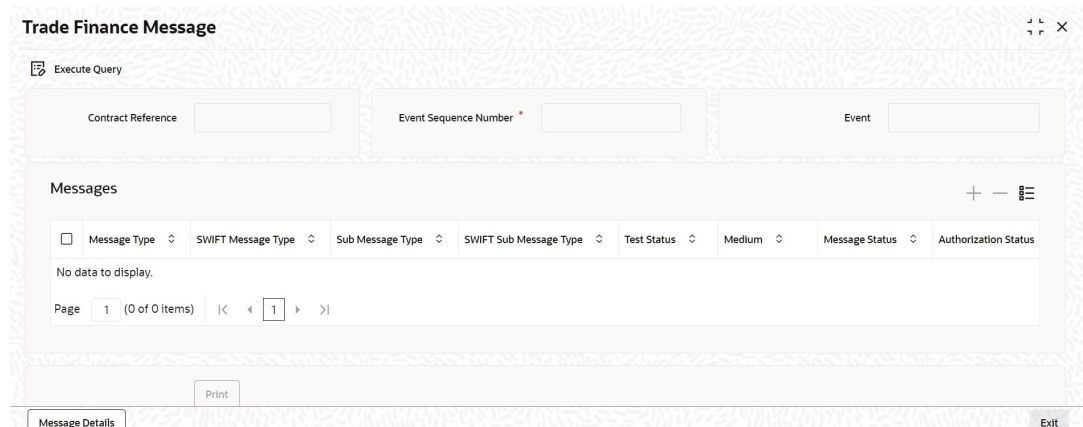 Trade Finance Message
Execute Query
Contract Reference
Event Sequence Number *
Event
Messages
Message Type SWIFT Message Type Sub Message Type SWIFT Sub Message Type Test Status Medium Message Status Authorization Status
No data to display.
Page 1 (0 of 0 items) 1
Print
Message Details
Exit